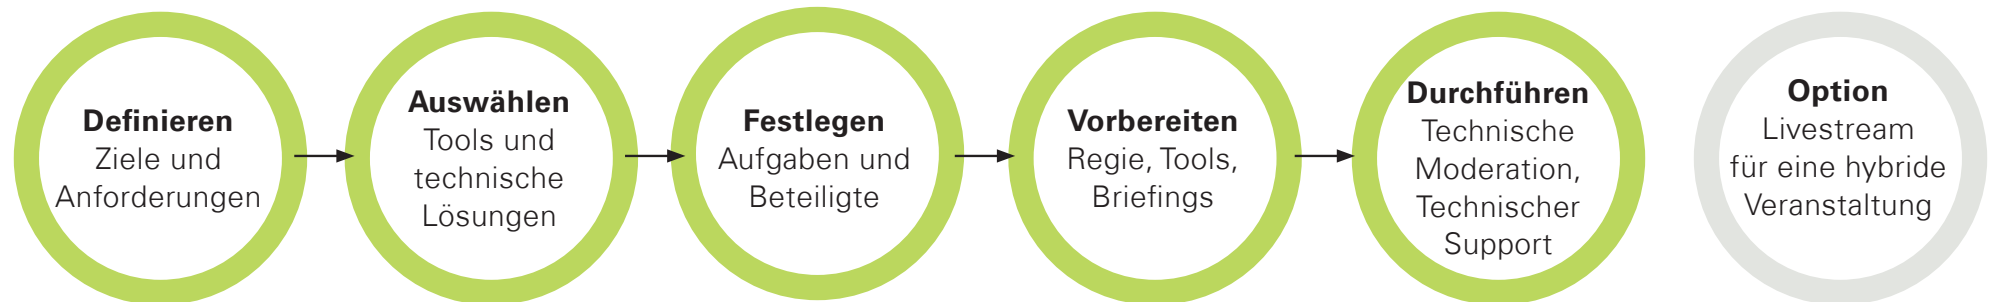 Definieren
Ziele und
Anforderungen
Auswählen
Tools und
technische
Lösungen
Festlegen
Aufgaben und
Beteiligte
Vorbereiten
Regie, Tools,
Briefings
Durchführen
Technische
Moderation,
Technischer
Support
Option
Livestream
für eine hybride
Veranstaltung